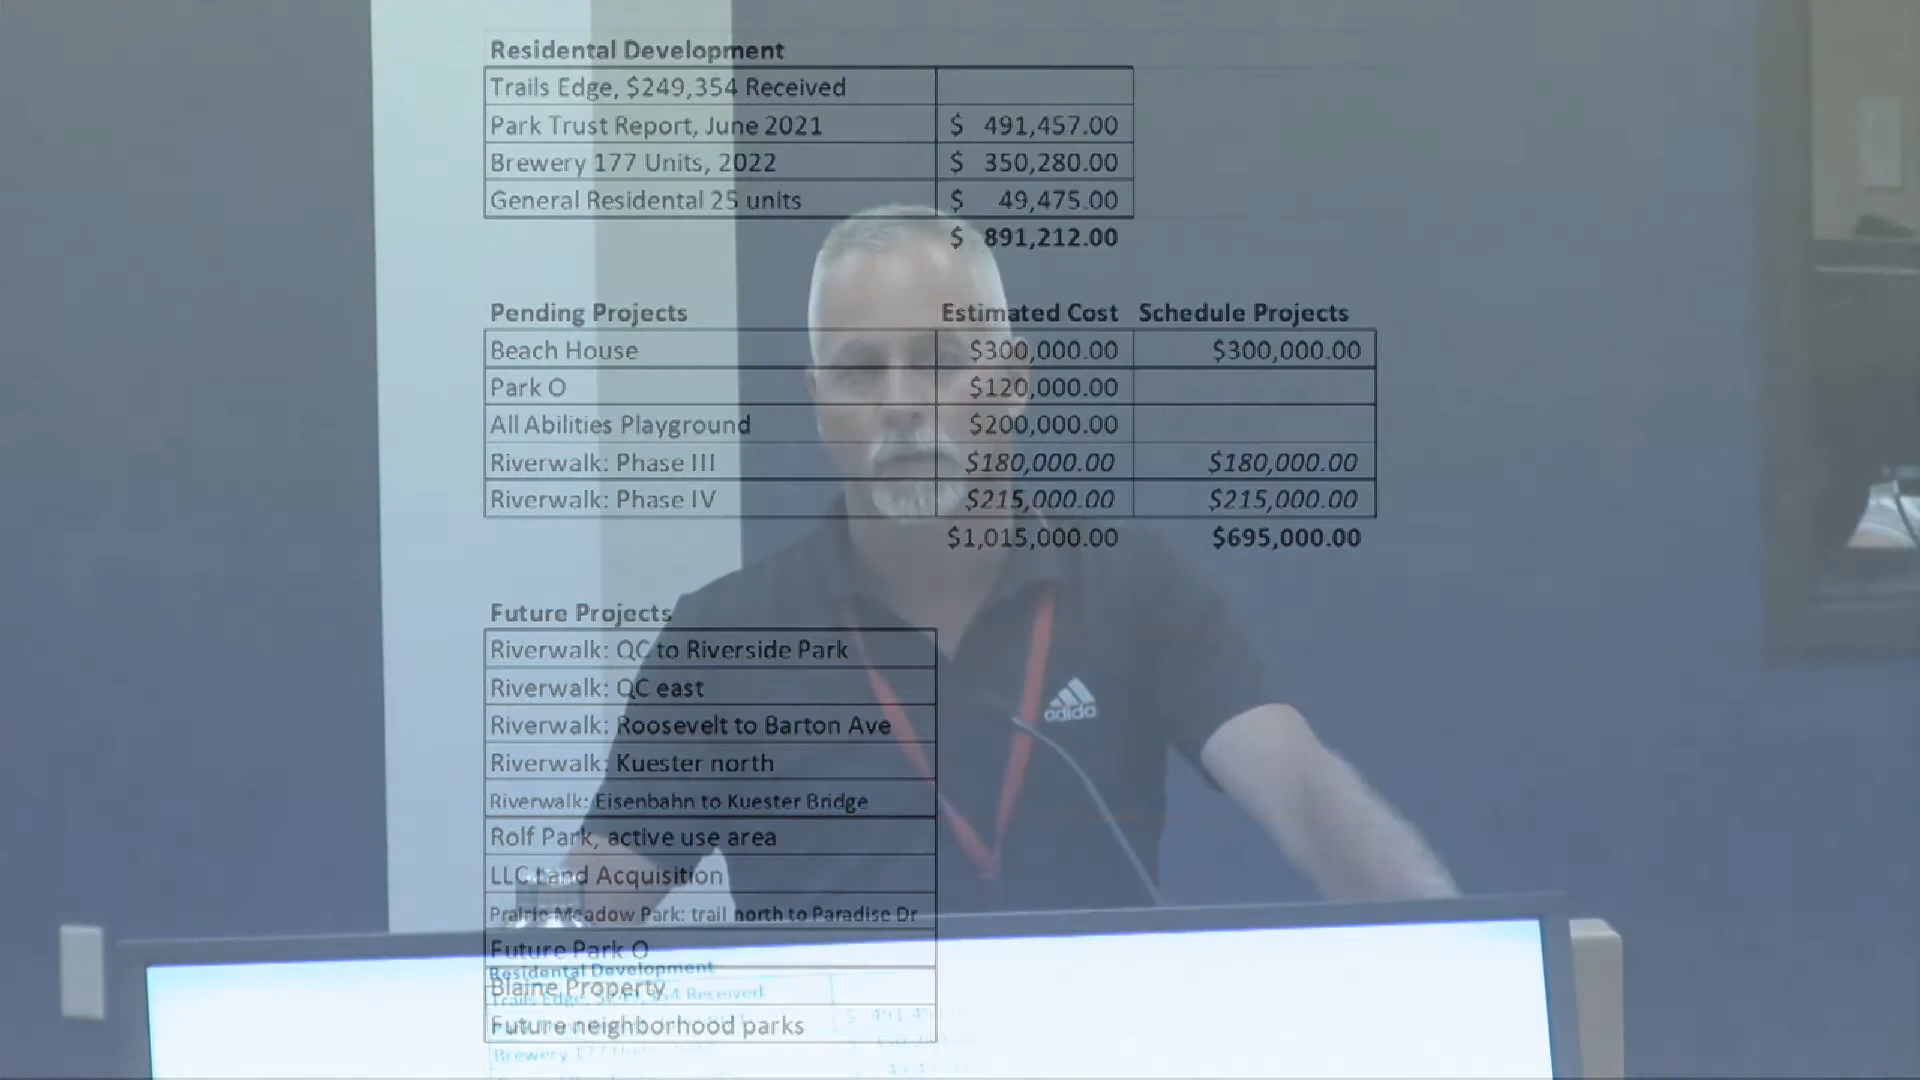 Residental Development
Trails Edge, $249,354 Received
Park Trust Report, June 2021 $ 491,457.00
Brewery 177 Units, 2022 $ 350,280.00
General Residental 25 units $ 49,475.00
$ 891,212.00
Pending Projects Estimated Cost Schedule Projects
Beach House $300,000.00 $300,000.00
Park O $120,000.00
All Abilities Playground $200,000.00
Riverwalk: Phase III $180,000.00 $180,000.00
Riverwalk: Phase IV $215,000.00 $215,000.00
$1,015,000.00 $695,000.00
Future Projects
Riverwalk: QC to Riverside Park
Riverwalk: QC east
adidas
Riverwalk: Roosevelt to Barton Ave
Riverwalk: Kuester north
Riverwalk: Eisenbahn to Kuester Bridge
Rolf Park, active use area
LLC Land Acquisition
Prairie Meadow Park: trail north to Paradise Dr
Future Park O
Residental Development
Blaine Property
Trails Edge, Received
Future neighborhood parks
Brewery